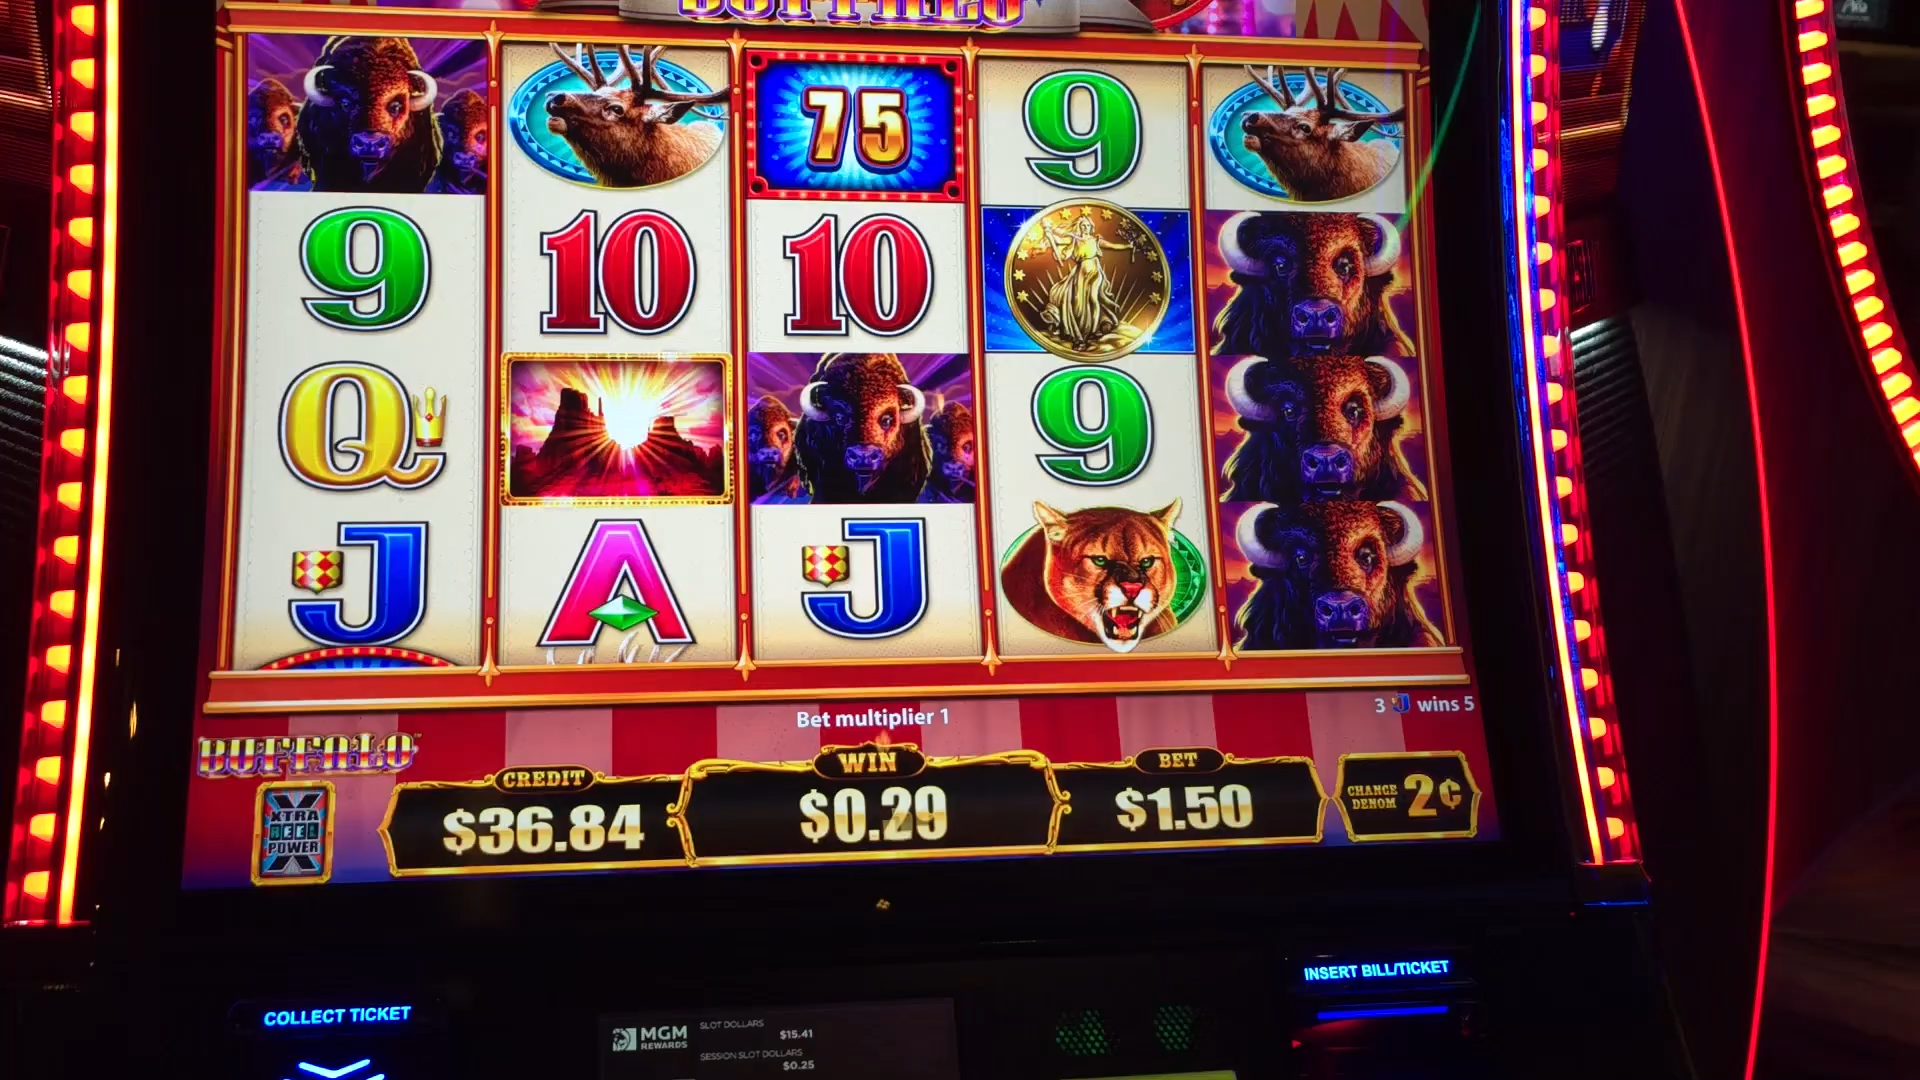 BUFFALO
75
9
9
10
10
Q
9
J
A
J
Bet multiplier 1
3 J wins 5
BUFFALO™
XTRA
REEL
POWER
CREDIT
$36.84
WIN
$0.29
BET
$1.50
CHANGE
DENOM
2¢
INSERT BILL/TICKET
COLLECT TICKET
MGM
REWARDS
SLOT DOLLARS
$15.41
SESSION SLOT DOLLARS
$0.25